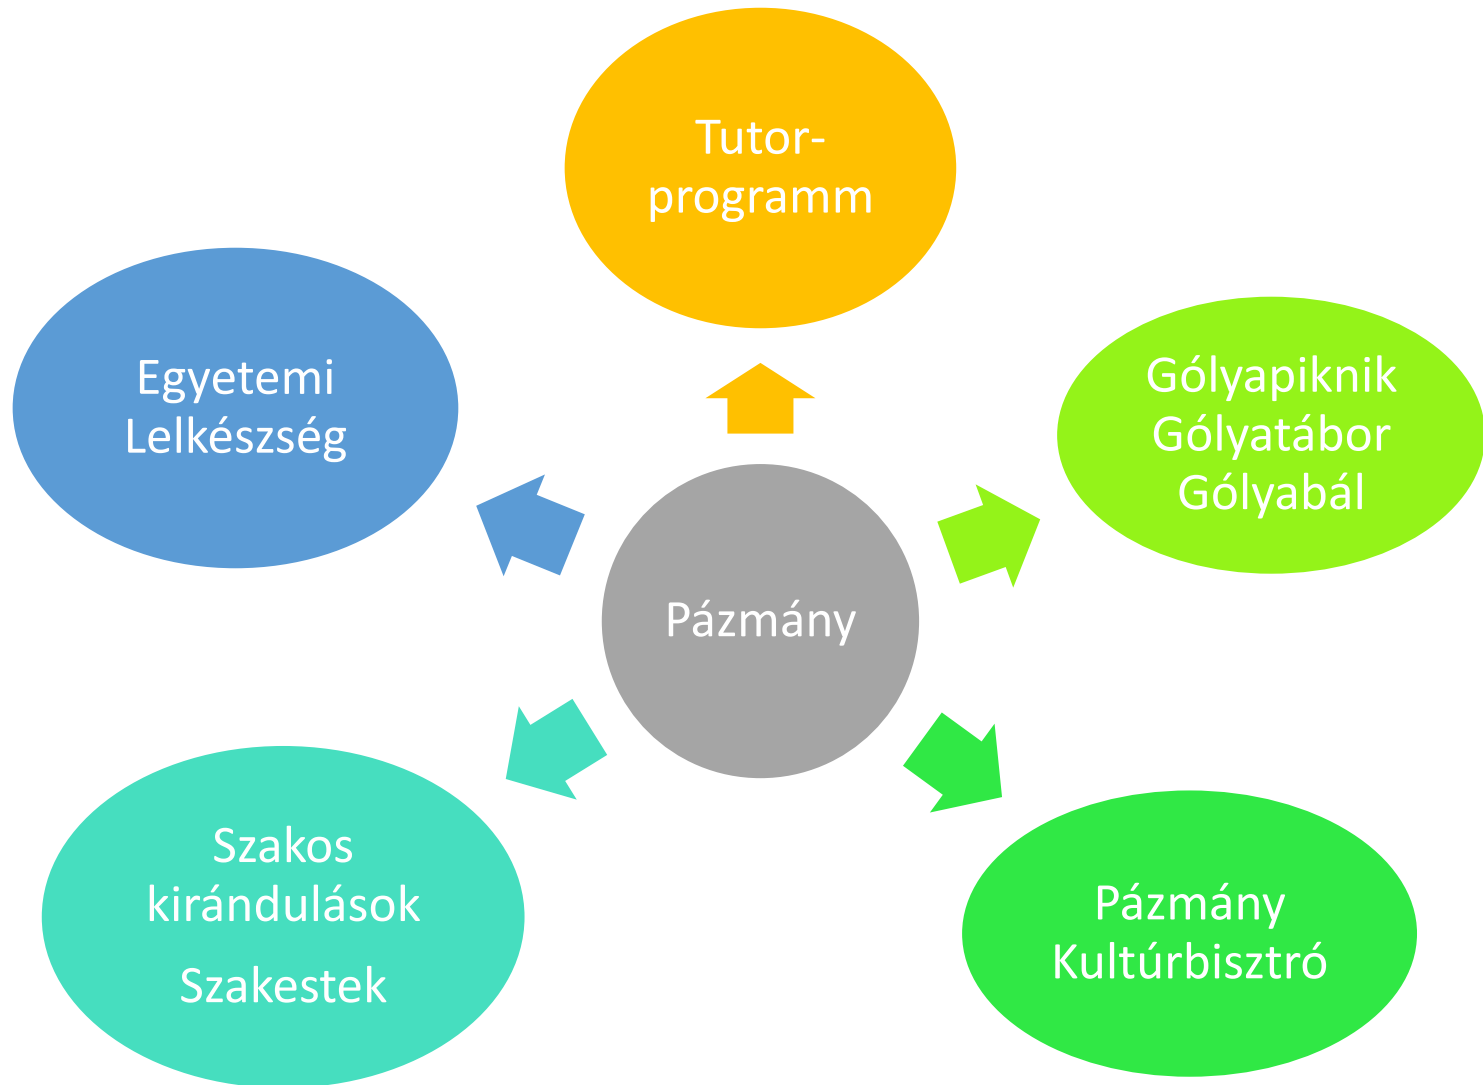 Tutor-
programm
Egyetemi
Lelkészség
Gólyapiknik
Gólyatábor
Gólyabál
Pázmány
Szakos
kirándulások
Szakestek
Pázmány
Kultúrbisztró